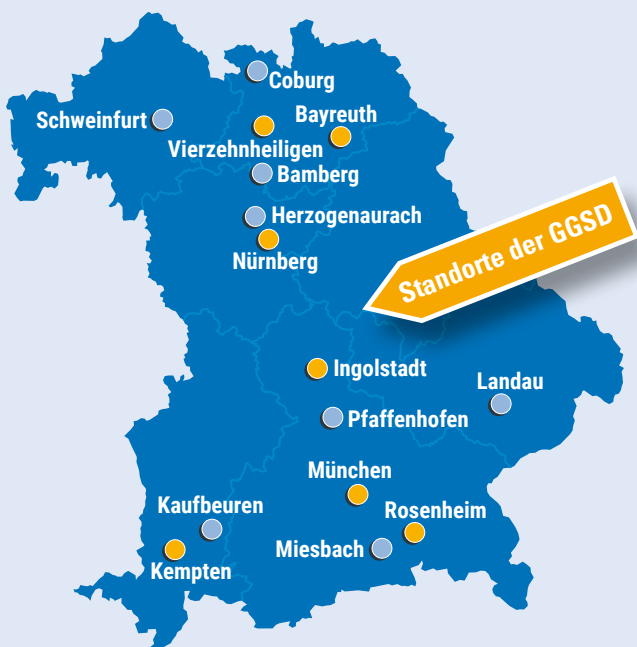 Coburg
Schweinfurt
Bayreuth
Vierzehnheiligen
Bamberg
Herzogenaurach
Nürnberg
Standorte der GGSD
Ingolstadt
Landau
Pfaffenhofen
München
Kaufbeuren
Rosenheim
Miesbach
Kempten